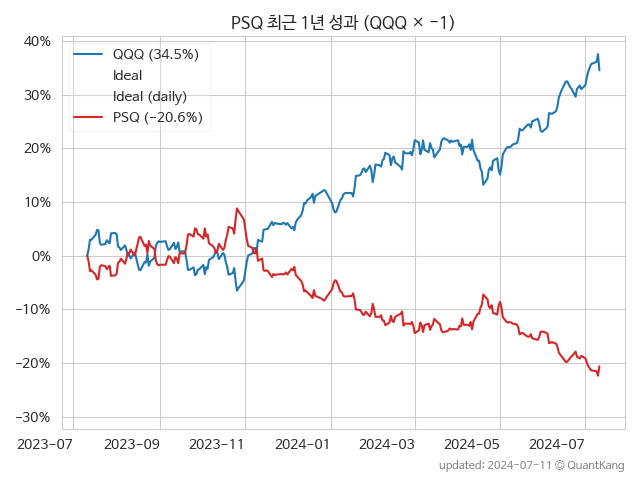 PSQ 최근 1년 성과 (QQQ × −1)
QQQ (34.5%)
Ideal
Ideal (daily)
PSQ (−20.6%)
40%
30%
20%
10%
0%
−10%
−20%
−30%
2023-07
2023-09
2023-11
2024-01
2024-03
2024-05
2024-07
updated: 2024-07-11 © QuantKang